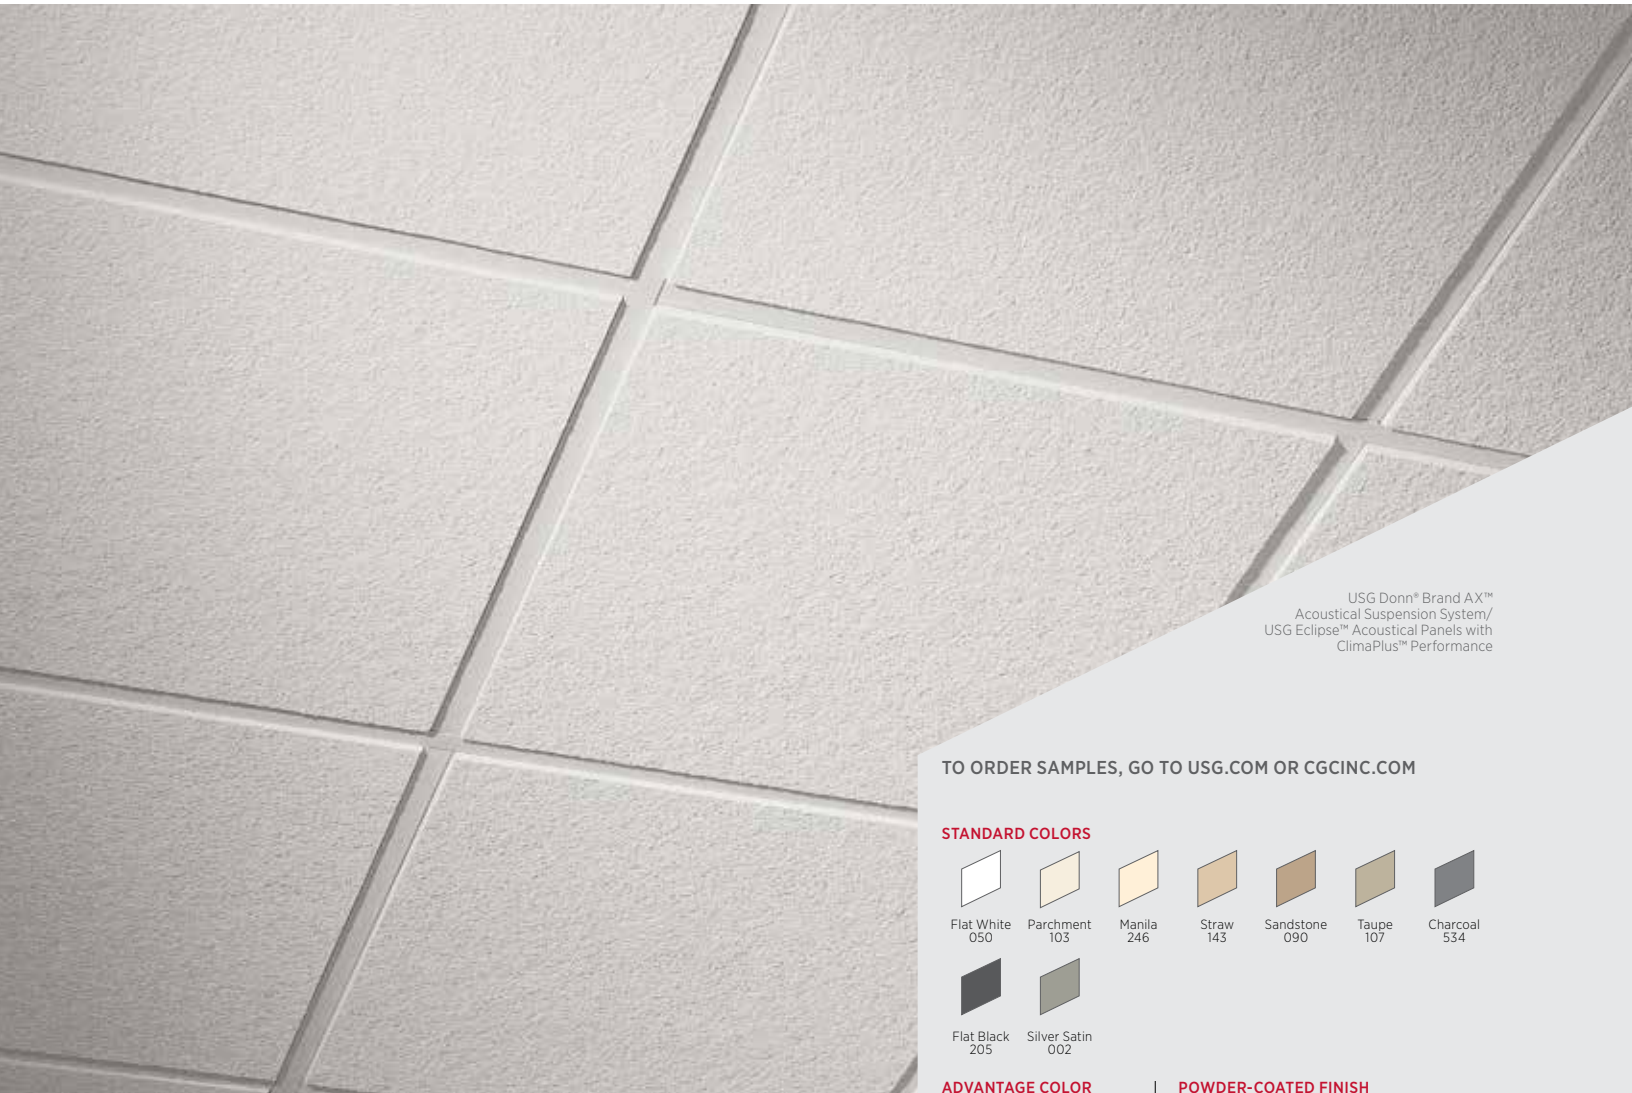 USG Donn® Brand AX™
Acoustical Suspension System/
USG Eclipse™ Acoustical Panels with
ClimaPlus™ Performance
TO ORDER SAMPLES, GO TO USG.COM OR CGCINC.COM
STANDARD COLORS
Flat White
050
Parchment
103
Manila
246
Straw
143
Sandstone
090
Taupe
107
Charcoal
534
Flat Black
205
Silver Satin
002
ADVANTAGE COLOR
POWDER-COATED FINISH